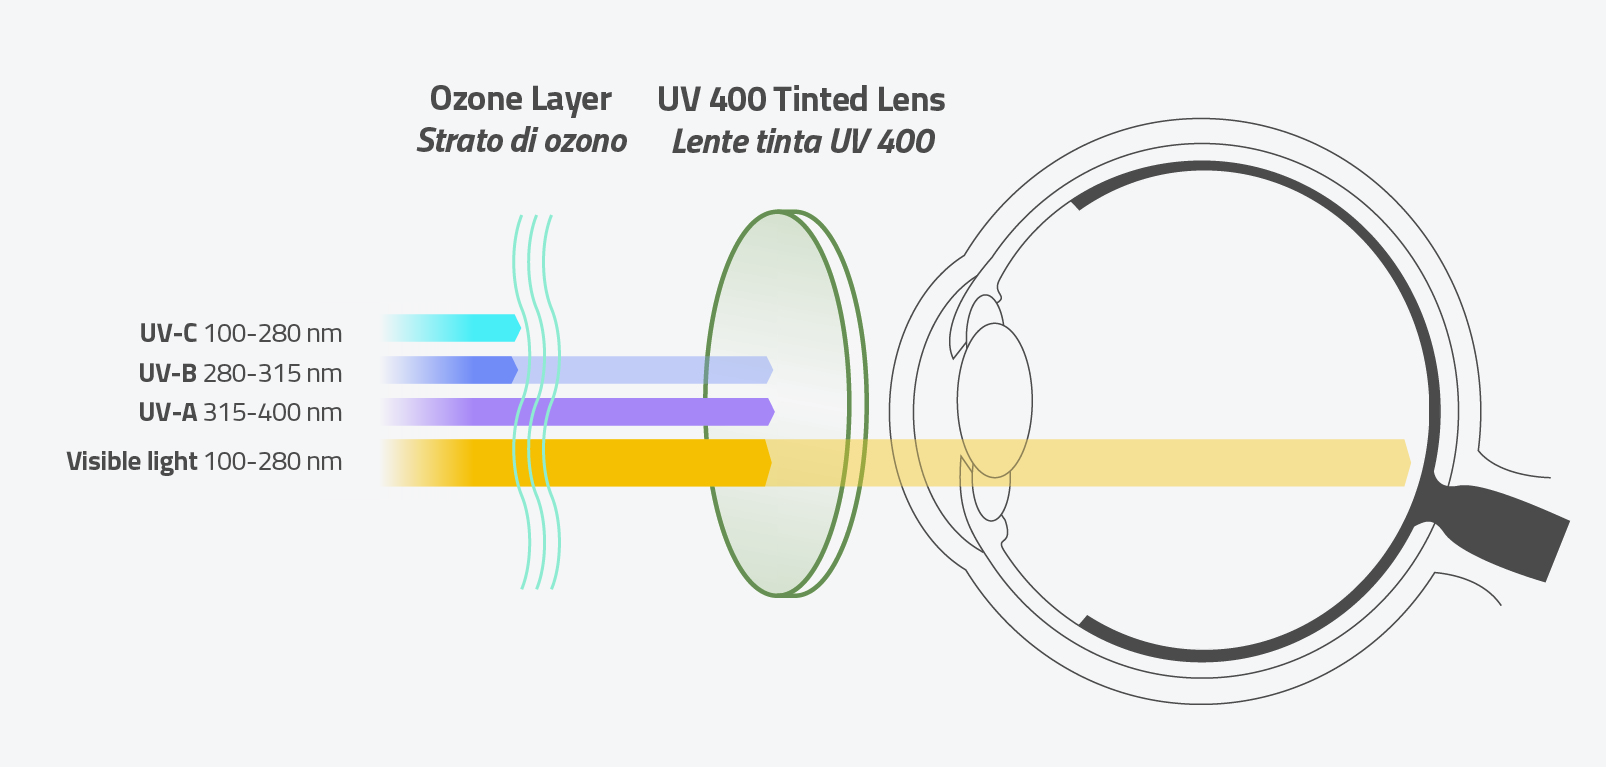 Ozone Layer
Strato di ozono
UV 400 Tinted Lens
Lente tinta UV 400
UV-C 100-280 nm
UV-B 280-315 nm
UV-A 315-400 nm
Visible light 100-280 nm